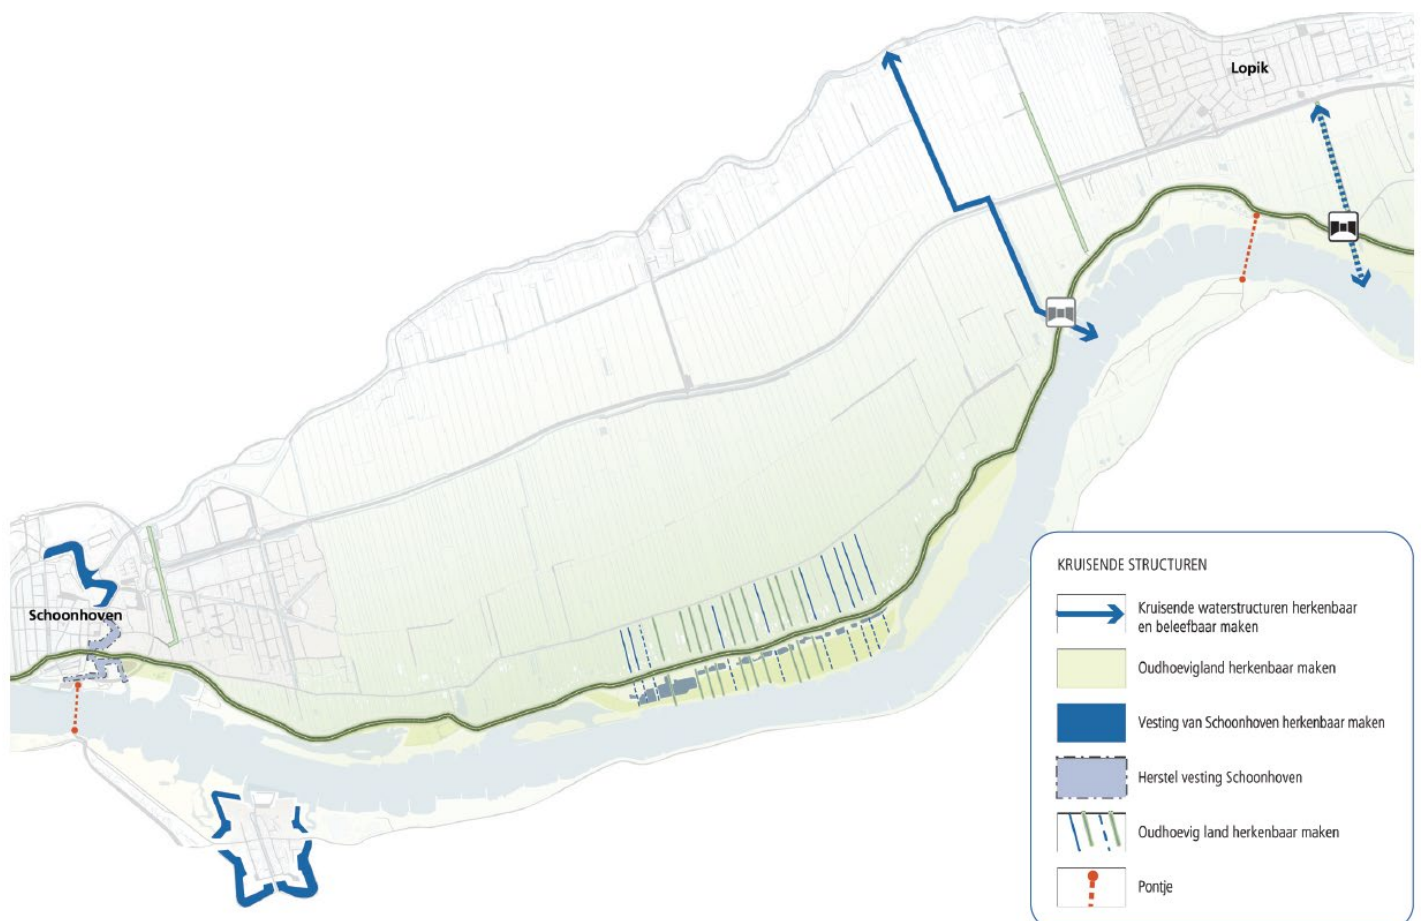 Lopik
Schoonhoven
KRUISENDE STRUCTUREN
Kruisende waterstructuren herkenbaar
en beleefbaar maken
Oudhoevigland herkenbaar maken
Vesting van Schoonhoven herkenbaar maken
Herstel vesting Schoonhoven
Oudhoevig land herkenbaar maken
Pontje